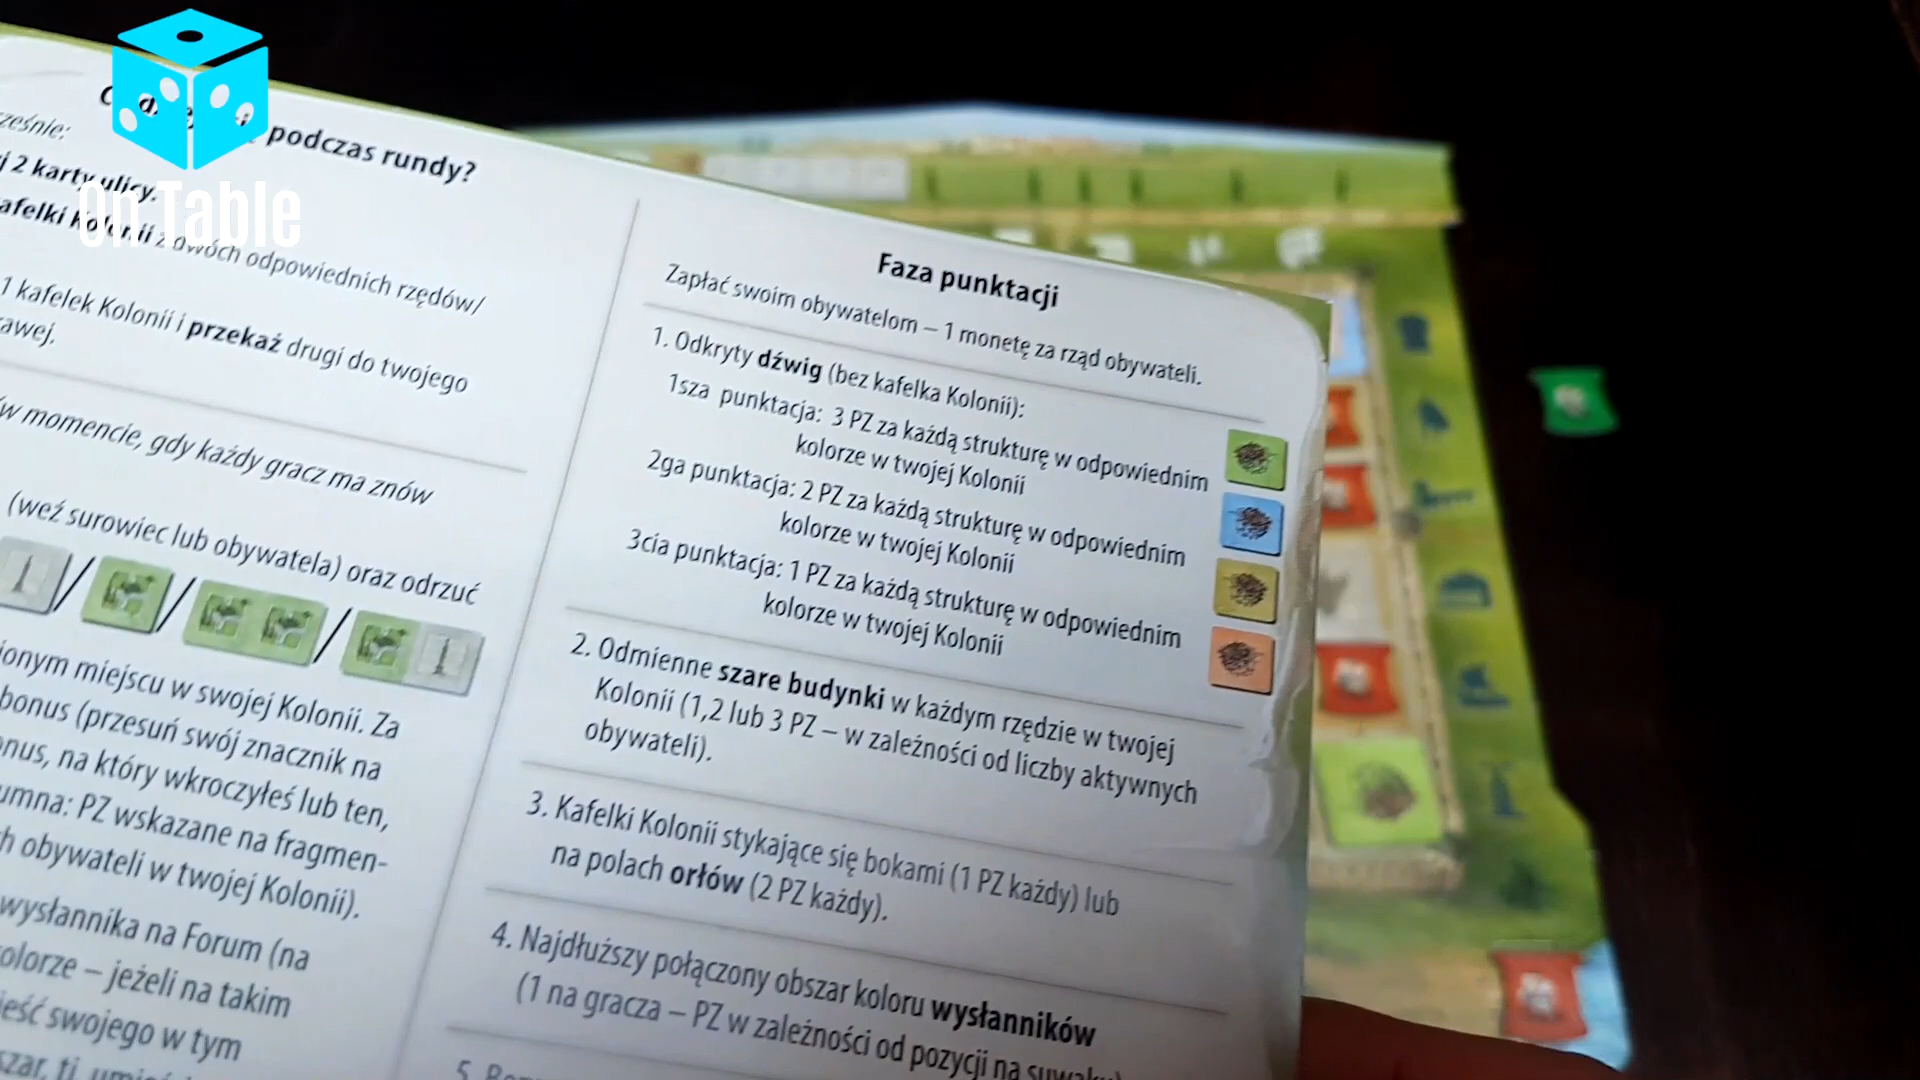 On Table
podczas rundy?
2 karty ulicy.
Kolonii z dwóch odpowiednich rzędów/
1 kafelek Kolonii i przekaż drugi do twojego
momencie, gdy każdy gracz ma znów
(weź surowiec lub obywatela) oraz odrzuć
miejscu w swojej Kolonii. Za
bonus (przesuń swój znacznik na
na który wkroczyłeś lub ten,
PZ wskazane na fragmen-
obywateli w twojej Kolonii).
wysłannika na Forum (na
– jeżeli na takim
swojego w tym
Faza punktacji
Zapłać swoim obywatelom – 1 monetę za rząd obywateli.
1. Odkryty dźwig (bez kafelka Kolonii):
1sza punktacja: 3 PZ za każdą strukturę w odpowiednim
kolorze w twojej Kolonii
2ga punktacja: 2 PZ za każdą strukturę w odpowiednim
kolorze w twojej Kolonii
3cia punktacja: 1 PZ za każdą strukturę w odpowiednim
kolorze w twojej Kolonii
2. Odmienne szare budynki w każdym rzędzie w twojej
Kolonii (1,2 lub 3 PZ – w zależności od liczby aktywnych
obywateli).
3. Kafelki Kolonii stykające się bokami (1 PZ każdy) lub
na polach orłów (2 PZ każdy).
4. Najdłuższy połączony obszar koloru wysłanników
(1 na gracza – PZ w zależności od pozycji na suwaku)
5.